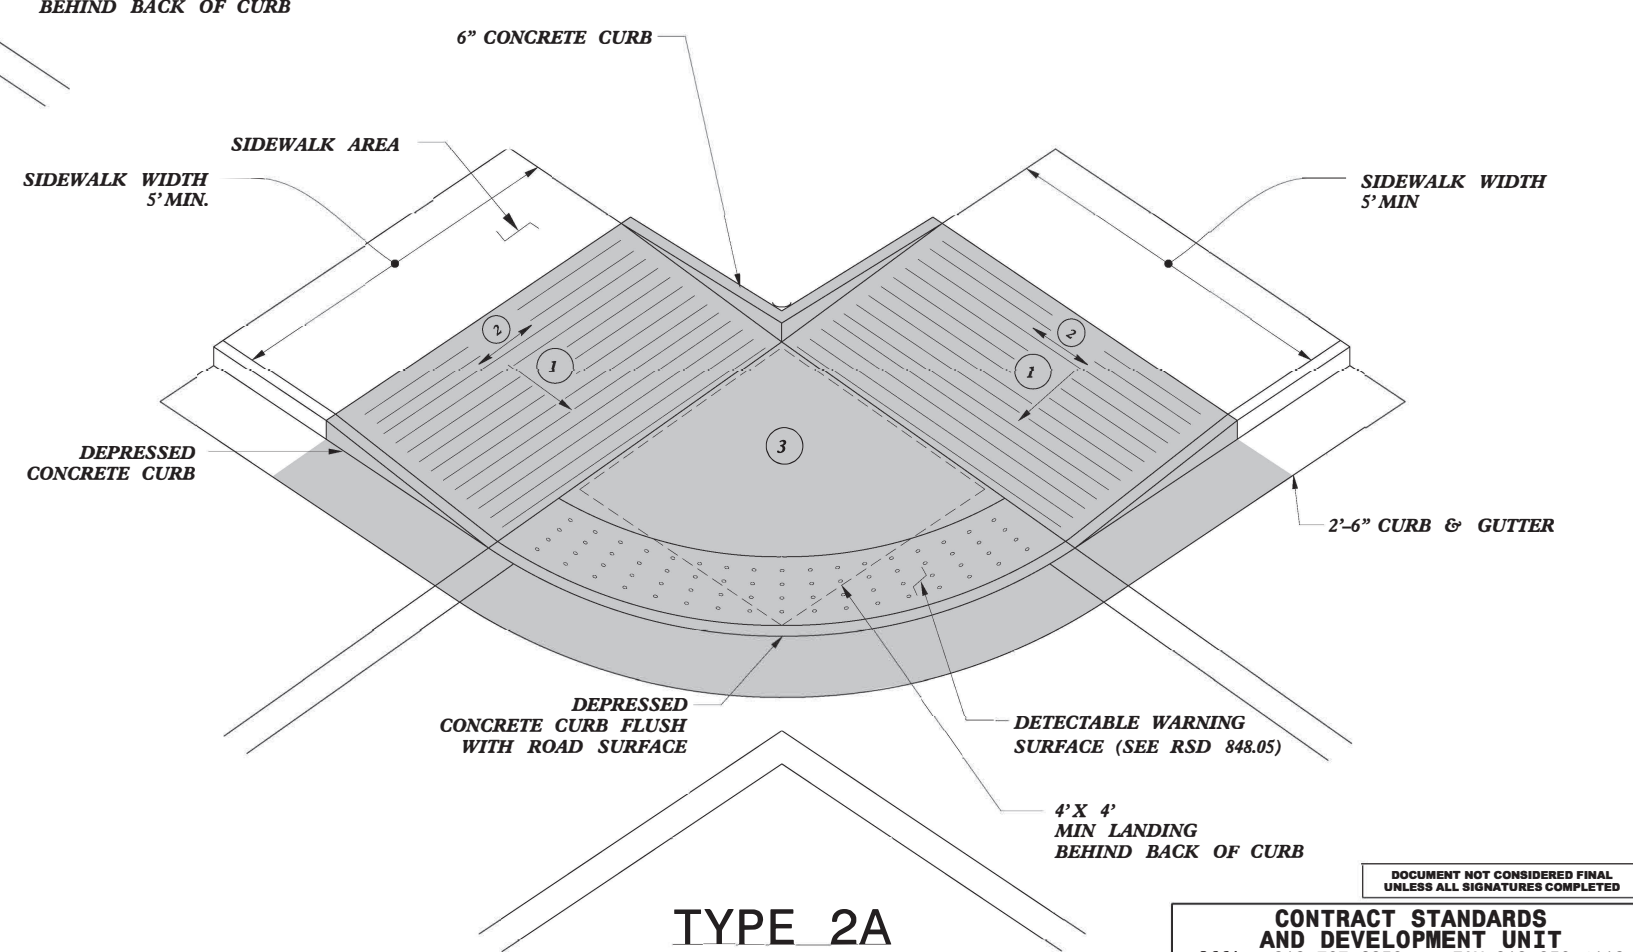 BEHIND BACK OF CURB
6" CONCRETE CURB
SIDEWALK AREA
SIDEWALK WIDTH
5' MIN.
SIDEWALK WIDTH
5' MIN
2
1
2
1
3
DEPRESSED
CONCRETE CURB
2'-6" CURB & GUTTER
DEPRESSED
CONCRETE CURB FLUSH
WITH ROAD SURFACE
DETECTABLE WARNING
SURFACE (SEE RSD 848.05)
4' X 4'
MIN LANDING
BEHIND BACK OF CURB
TYPE 2A
DOCUMENT NOT CONSIDERED FINAL
UNLESS ALL SIGNATURES COMPLETED
CONTRACT STANDARDS
AND DEVELOPMENT UNIT